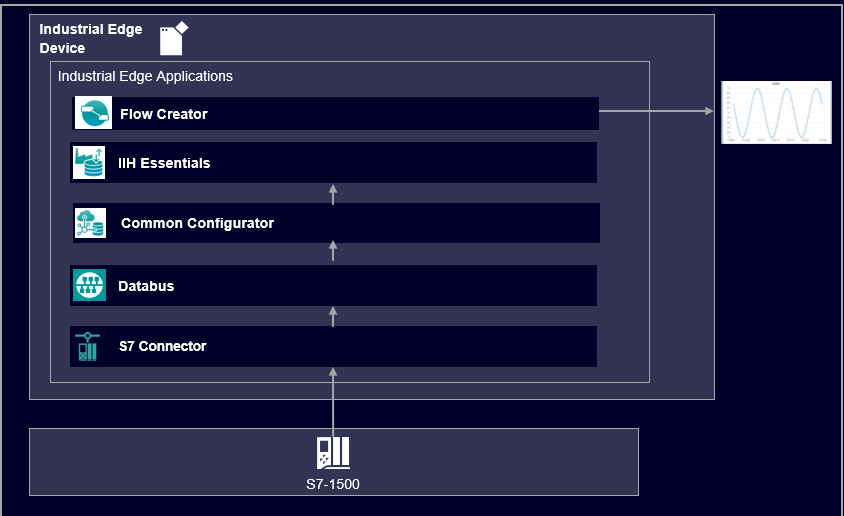 Industrial Edge
Device
Industrial Edge Applications
Flow Creator
IIH Essentials
Common Configurator
Databus
S7 Connector
S7-1500